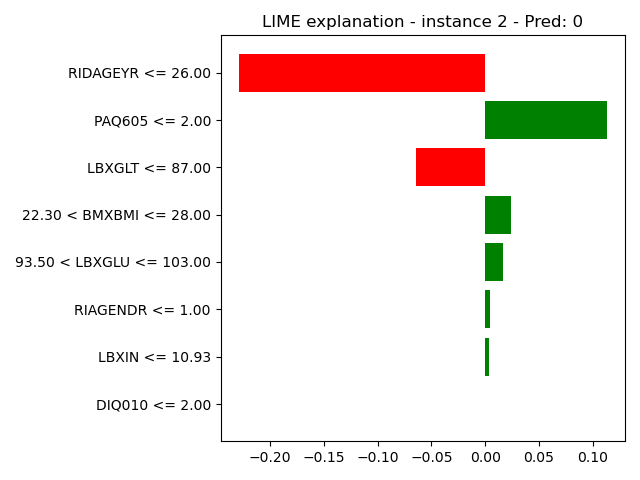 LIME explanation - instance 2 - Pred: 0
RIDAGEYR <= 26.00
PAQ605 <= 2.00
LBXGLT <= 87.00
22.30 < BMXBMI <= 28.00
93.50 < LBXGLU <= 103.00
RIAGENDR <= 1.00
LBXIN <= 10.93
DIQ010 <= 2.00
−0.20 −0.15 −0.10 −0.05 0.00 0.05 0.10